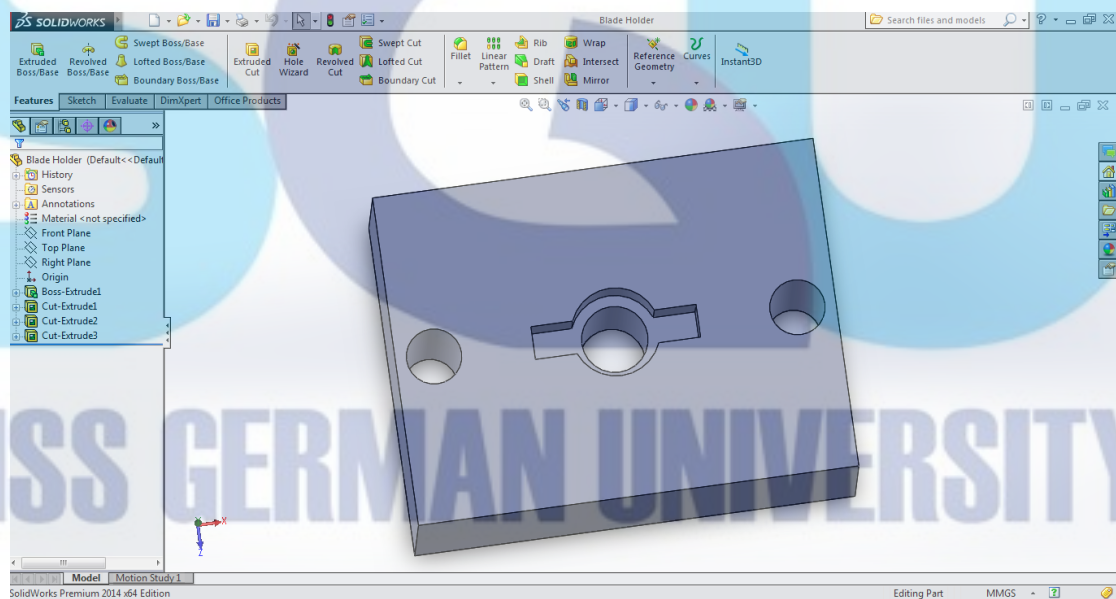 SOLIDWORKS
Blade Holder
Search files and models
Extruded Boss/Base
Revolved Boss/Base
Swept Boss/Base
Lofted Boss/Base
Boundary Boss/Base
Extruded Cut
Hole Wizard
Revolved Cut
Swept Cut
Lofted Cut
Boundary Cut
Fillet
Linear Pattern
Rib
Draft
Shell
Wrap
Intersect
Mirror
Reference Geometry
Curves
Instant3D
Features
Sketch
Evaluate
DimXpert
Office Products
Blade Holder (Default<<Default
History
Sensors
Annotations
Material <not specified>
Front Plane
Top Plane
Right Plane
Origin
Boss-Extrude1
Cut-Extrude1
Cut-Extrude2
Cut-Extrude3
SS GERMAN UNIVERSITY
X
Z
Model
Motion Study 1
SolidWorks Premium 2014 x64 Edition
Editing Part
MMGS